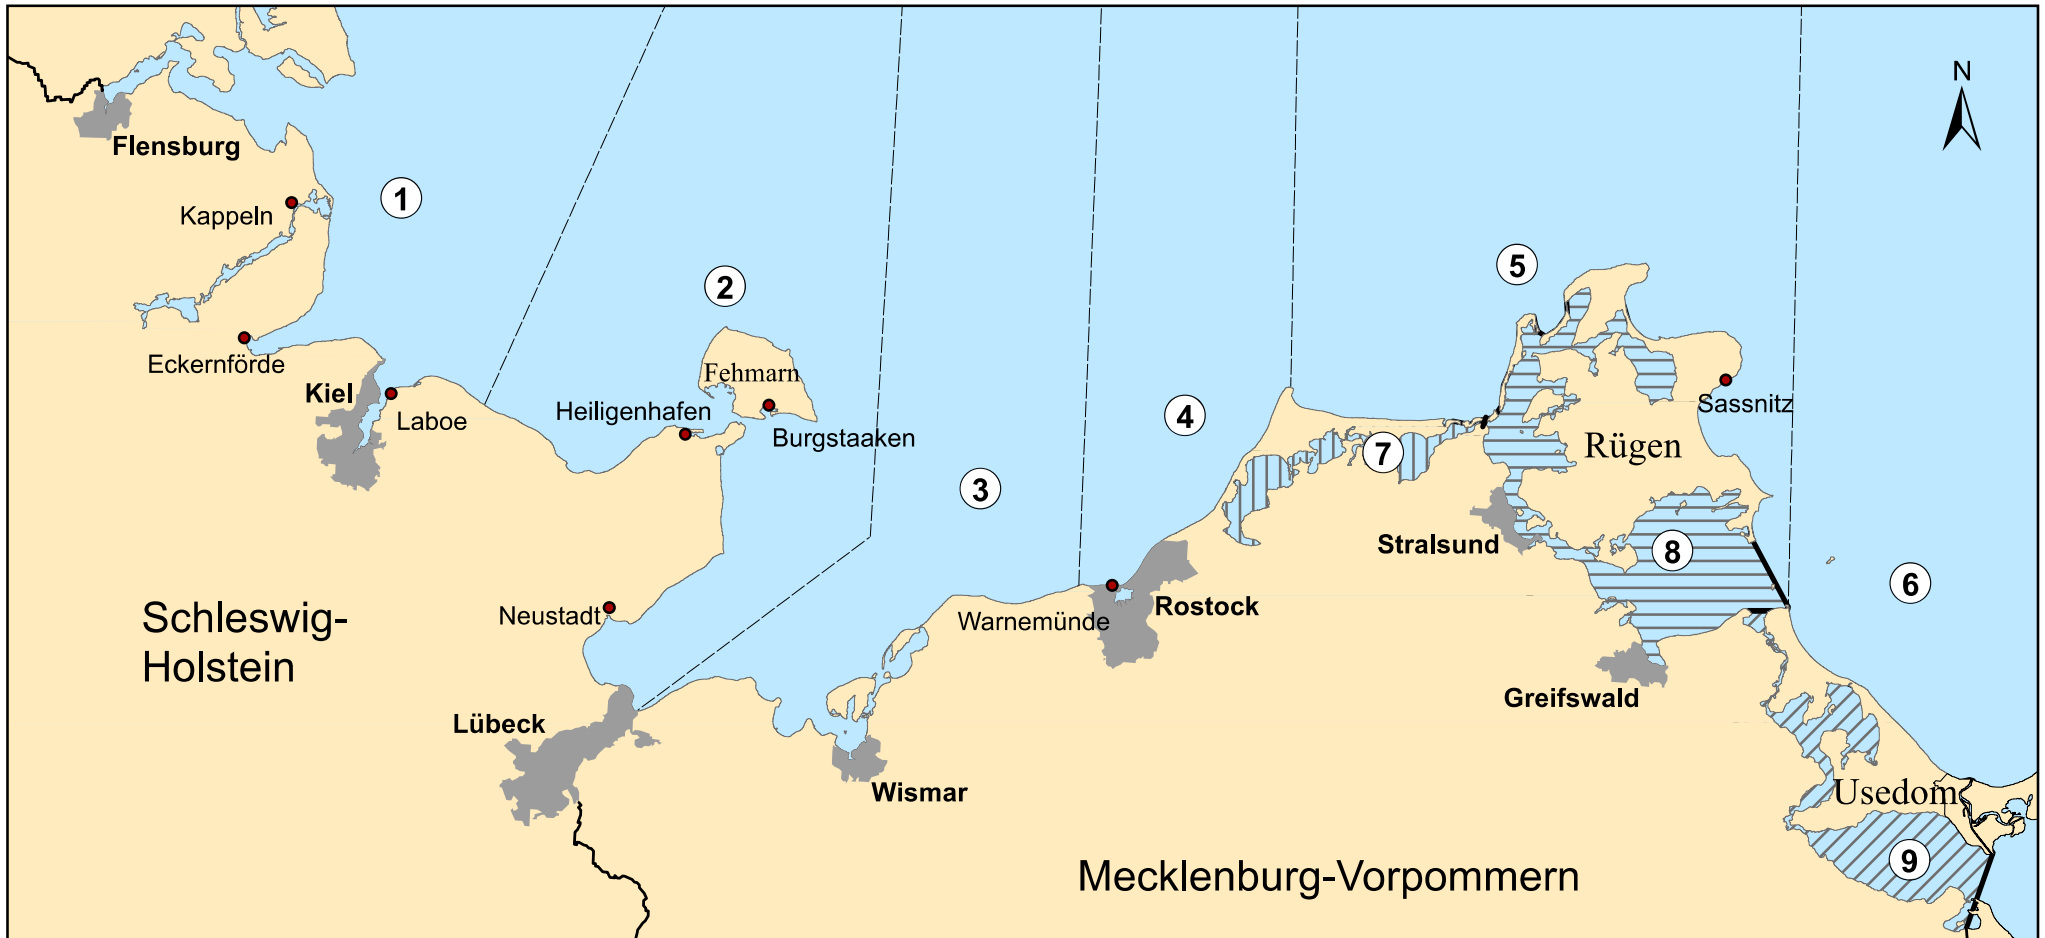 N
Flensburg
1
Kappeln
5
2
Eckernförde
Fehmarn
Kiel
Sassnitz
Laboe
Heiligenhafen
4
Burgstaaken
Rügen
7
3
Stralsund
8
6
Schleswig-
Holstein
Neustadt
Warnemünde
Rostock
Greifswald
Lübeck
Wismar
Usedom
9
Mecklenburg-Vorpommern